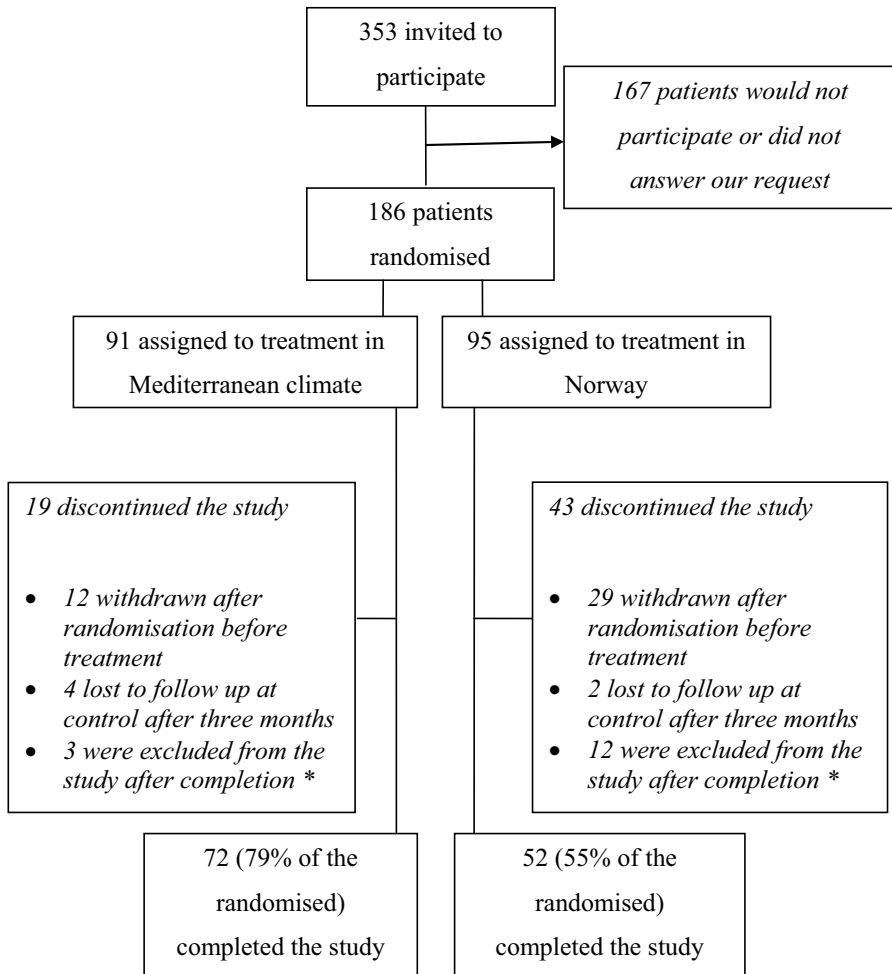 353 invited to
participate
167 patients would not
participate or did not
answer our request
186 patients
randomised
91 assigned to treatment in
Mediterranean climate
95 assigned to treatment in
Norway
19 discontinued the study
• 12 withdrawn after
randomisation before
treatment
• 4 lost to follow up at
control after three months
• 3 were excluded from the
study after completion *
43 discontinued the study
• 29 withdrawn after
randomisation before
treatment
• 2 lost to follow up at
control after three months
• 12 were excluded from the
study after completion *
72 (79% of the
randomised)
completed the study
52 (55% of the
randomised)
completed the study